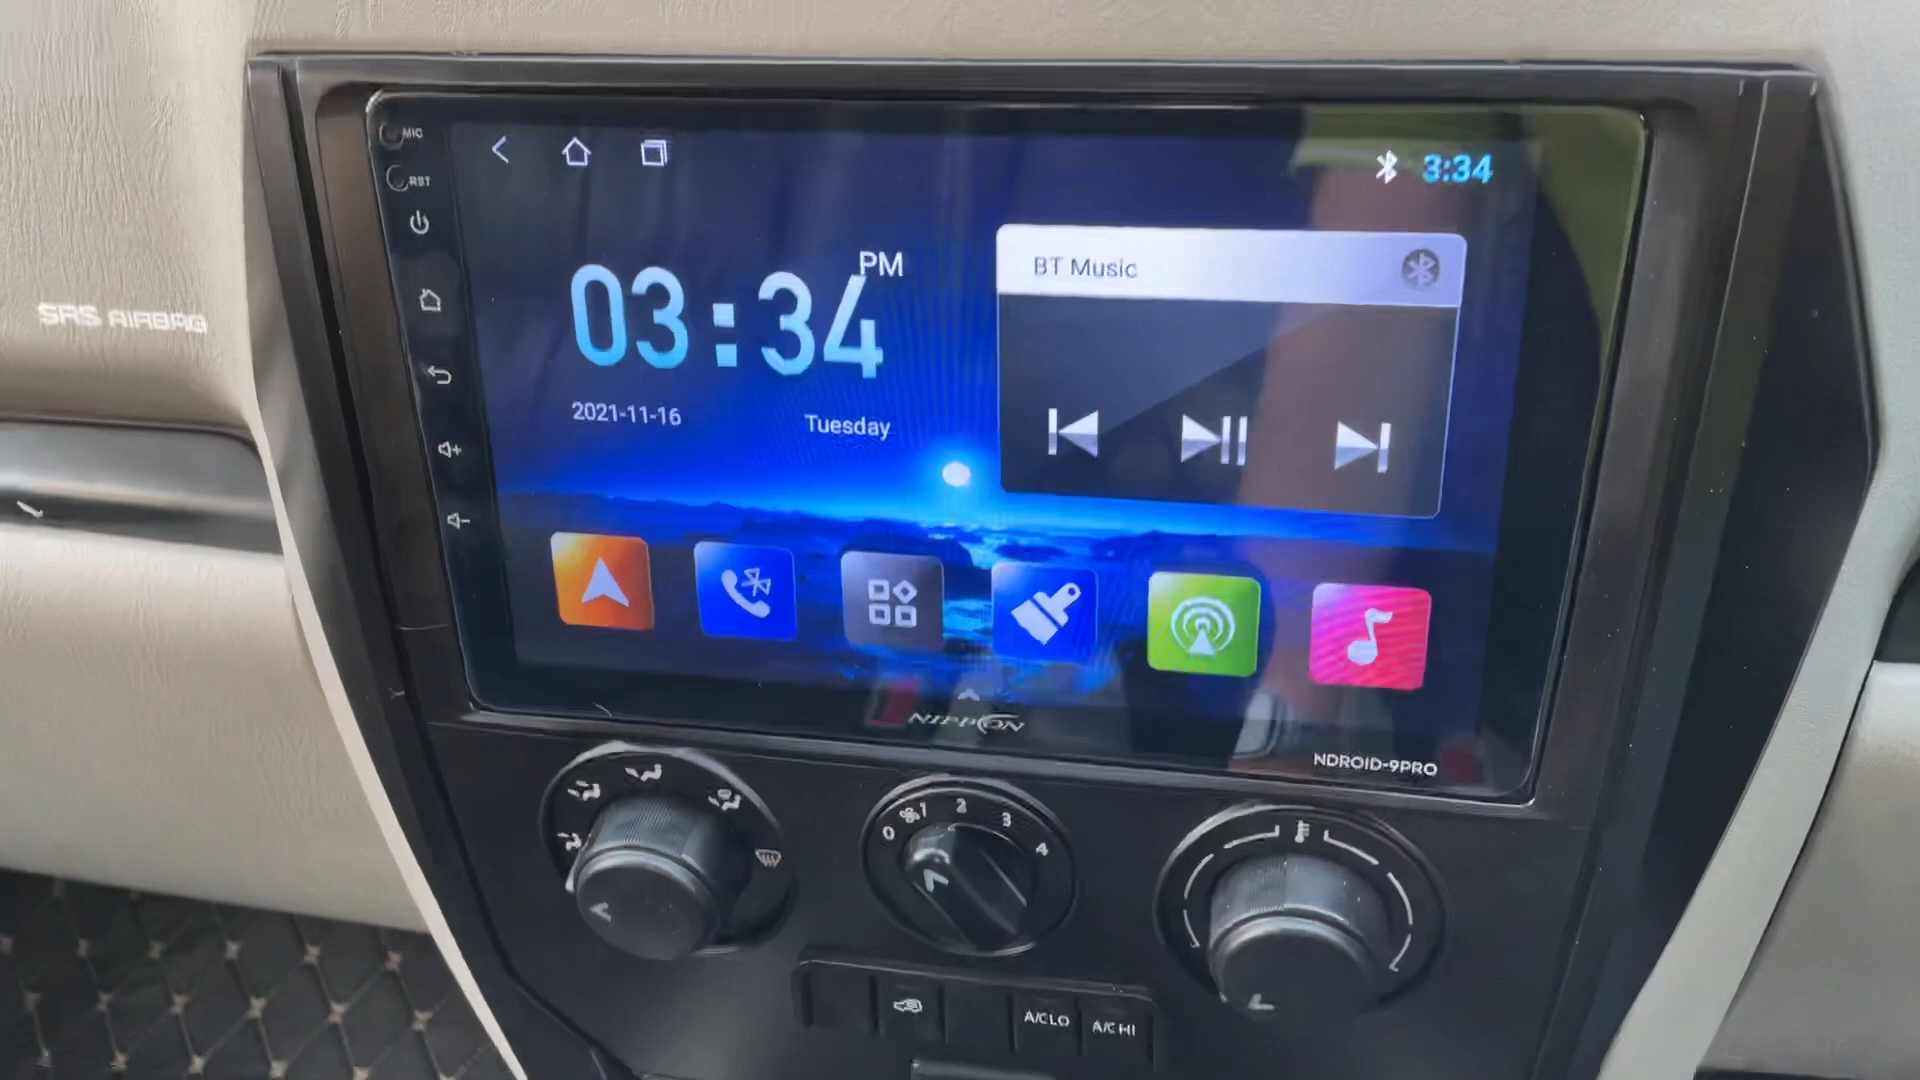 MIC
RST
3:34
BT Music
PM
03:34
2021-11-16
Tuesday
SRS AIRBAG
NIPPON
NDROID-9PRO
0 1 2 3 4
A/C LO
A/C HI